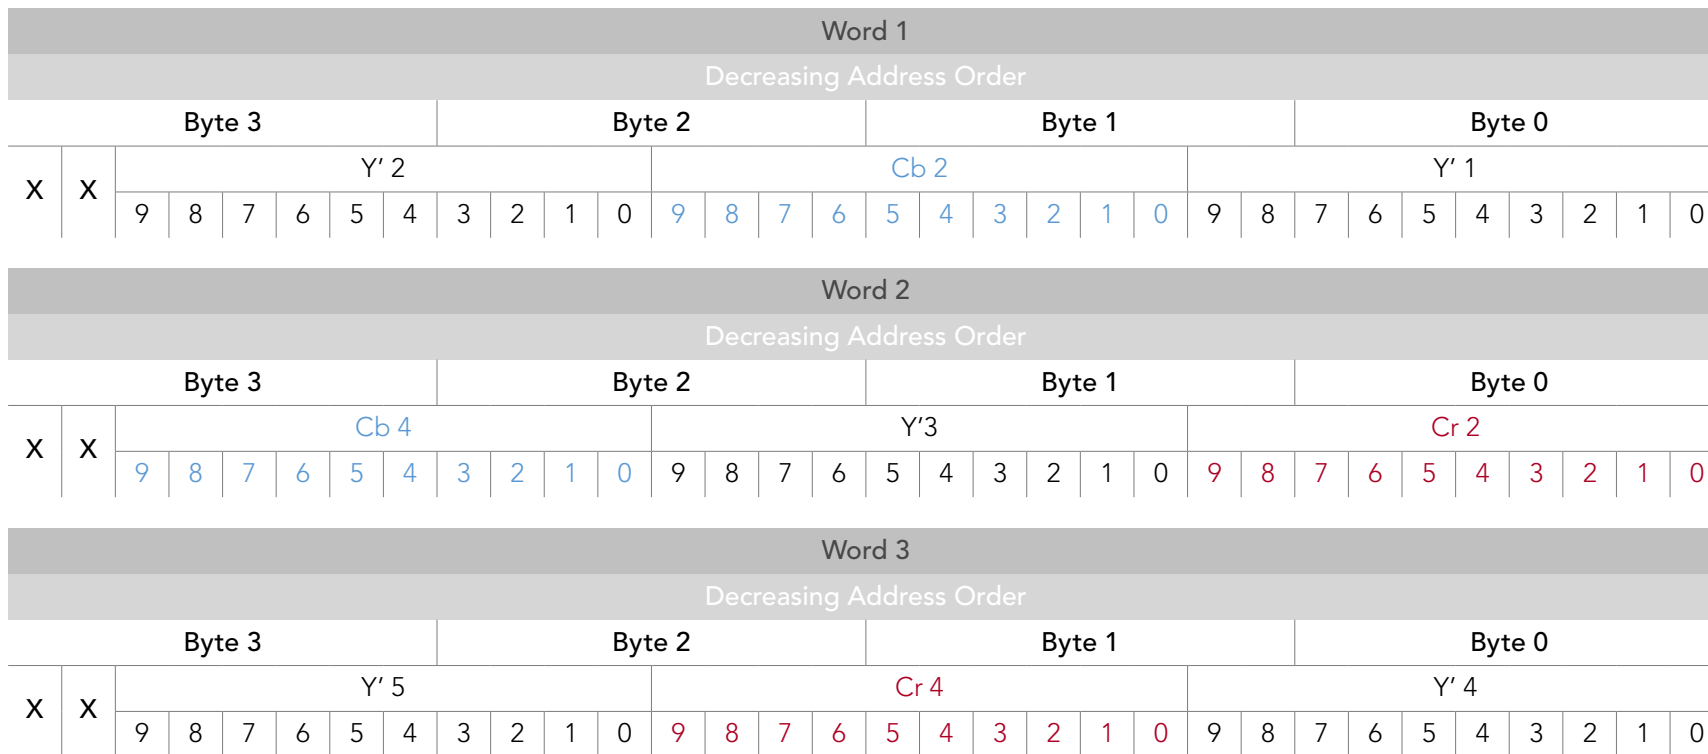 Word 1
Decreasing Address Order
Byte 3 Byte 2 Byte 1 Byte 0
X X Y’ 2 Cb 2 Y’ 1
9 8 7 6 5 4 3 2 1 0 9 8 7 6 5 4 3 2 1 0 9 8 7 6 5 4 3 2 1 0
Word 2
Decreasing Address Order
Byte 3 Byte 2 Byte 1 Byte 0
X X Cb 4 Y’3 Cr 2
9 8 7 6 5 4 3 2 1 0 9 8 7 6 5 4 3 2 1 0 9 8 7 6 5 4 3 2 1 0
Word 3
Decreasing Address Order
Byte 3 Byte 2 Byte 1 Byte 0
X X Y’ 5 Cr 4 Y’ 4
9 8 7 6 5 4 3 2 1 0 9 8 7 6 5 4 3 2 1 0 9 8 7 6 5 4 3 2 1 0